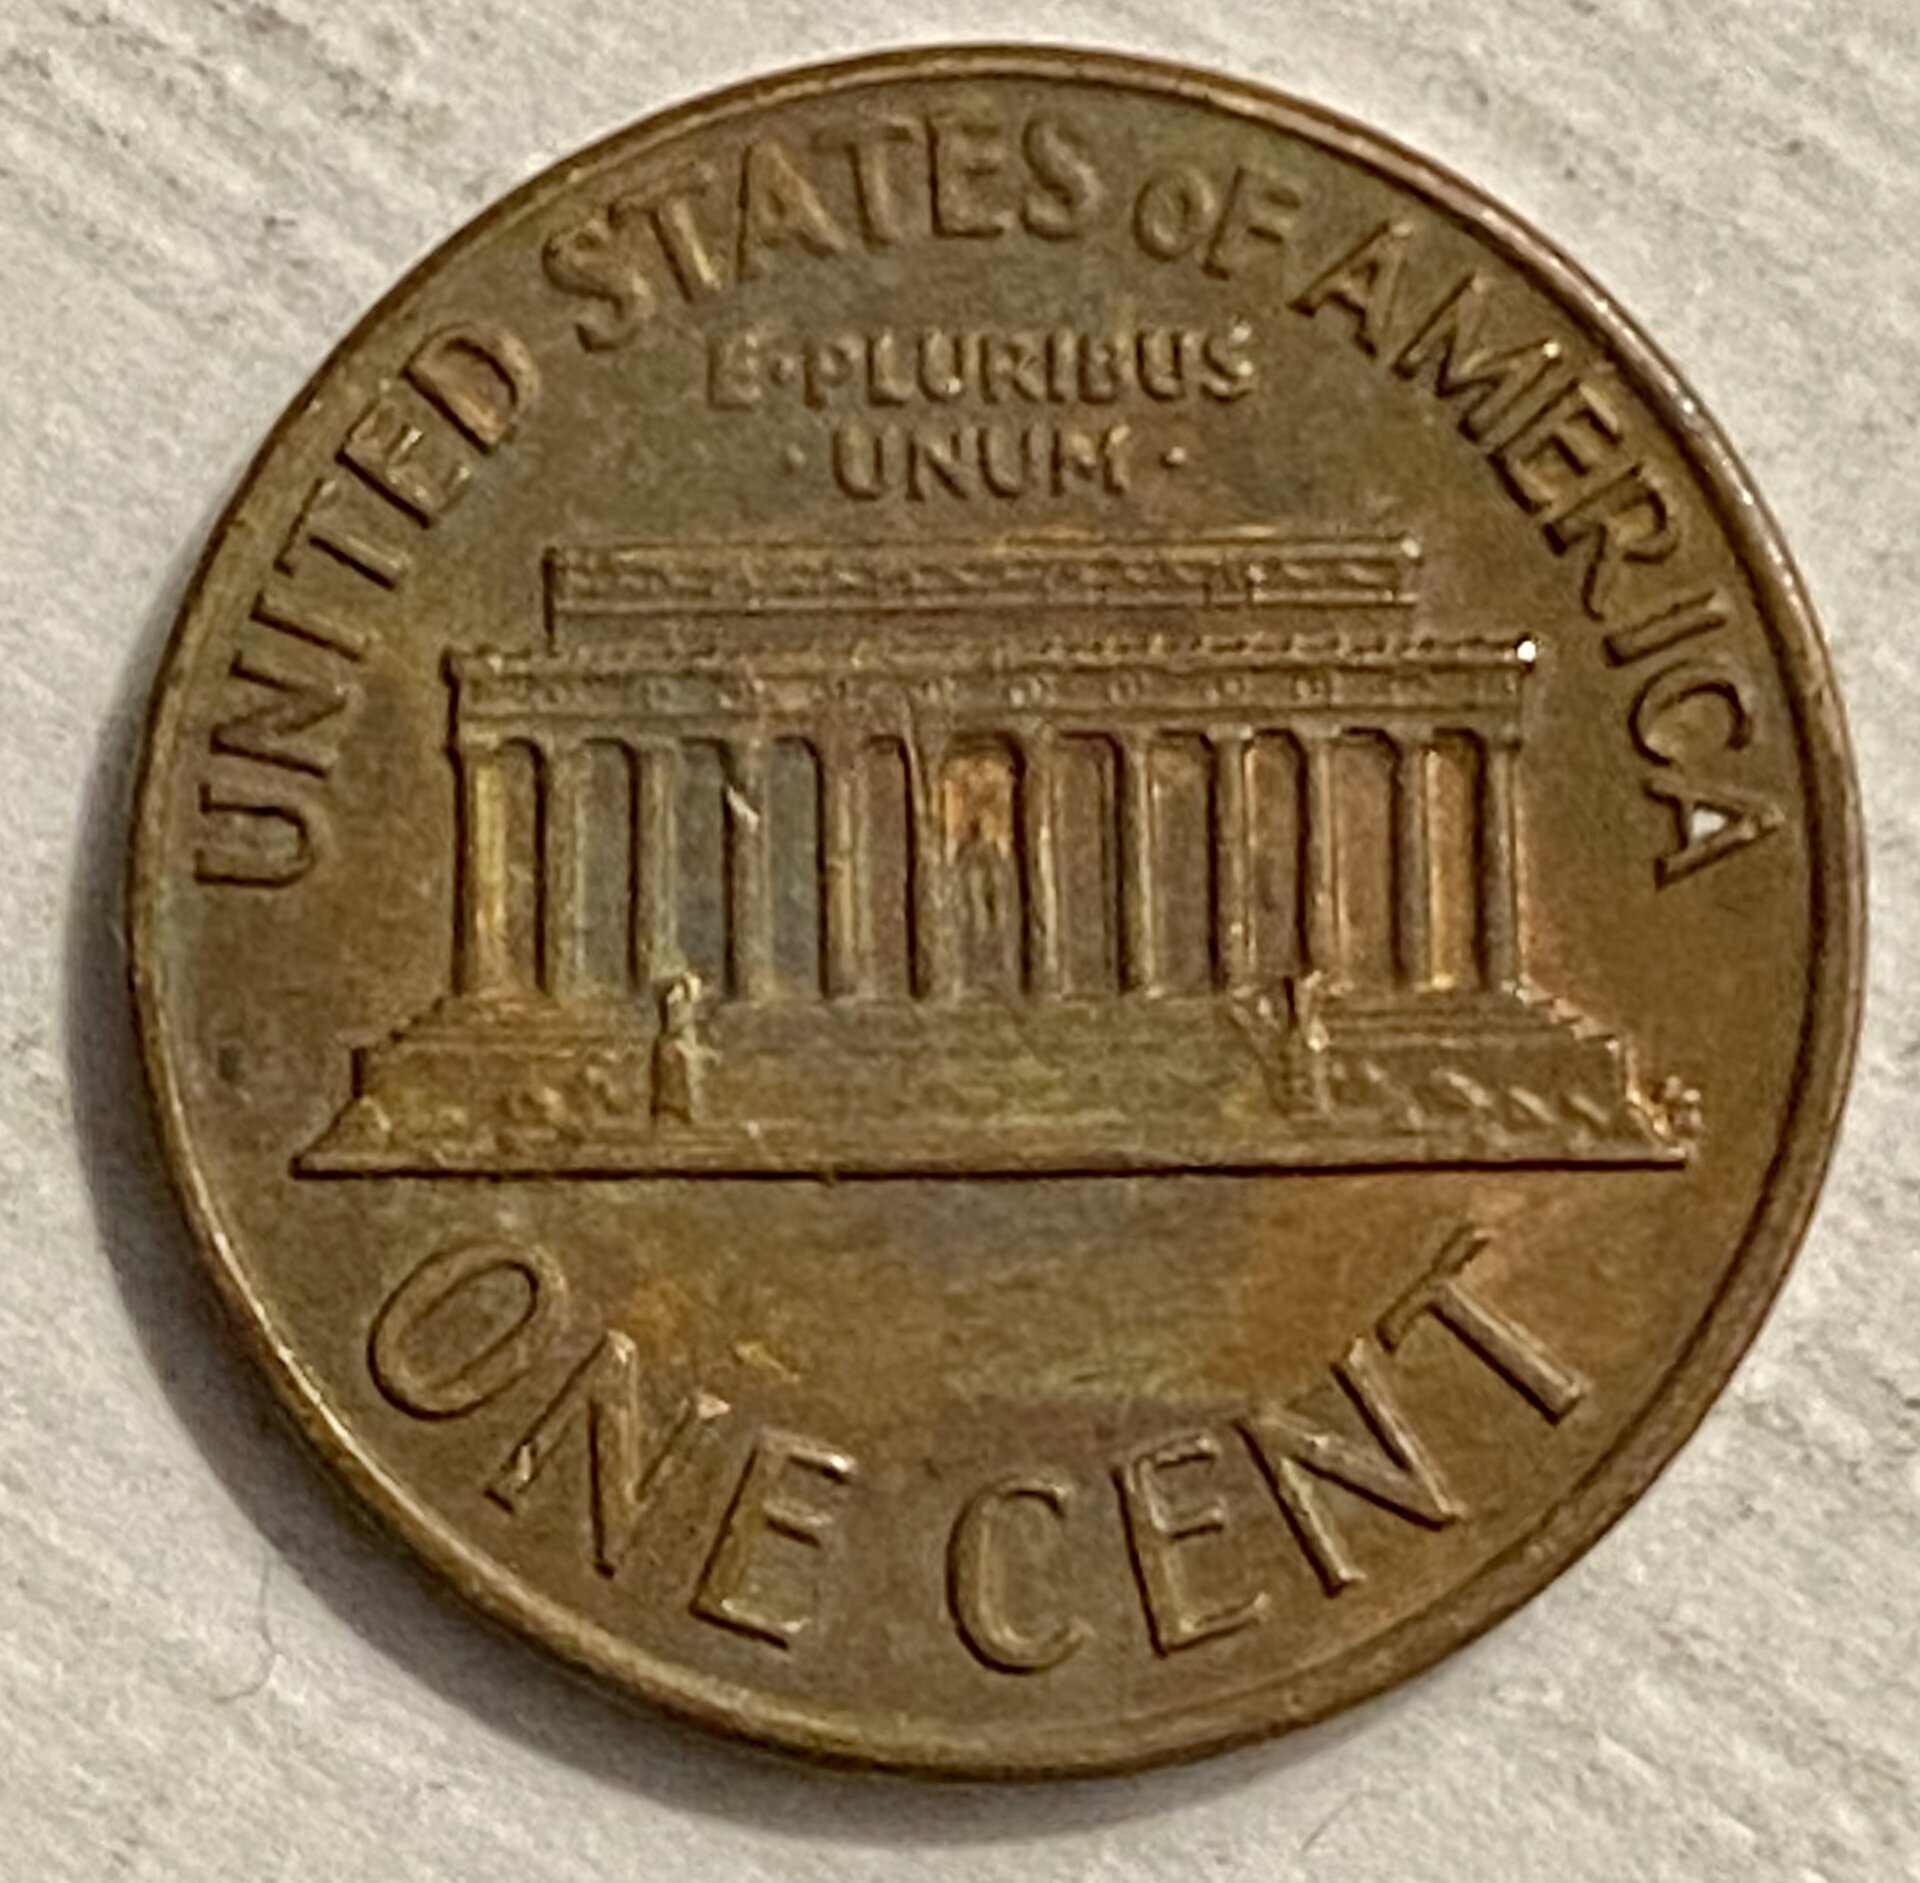 UNITED STATES OF AMERICA
E·PLURIBUS
·UNUM·
ONE CENT